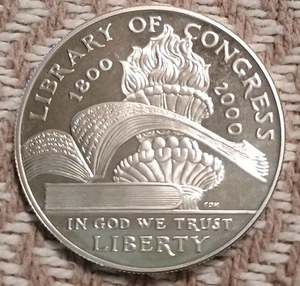 LIBRARY OF CONGRESS
1800 2000
IN GOD WE TRUST
LIBERTY